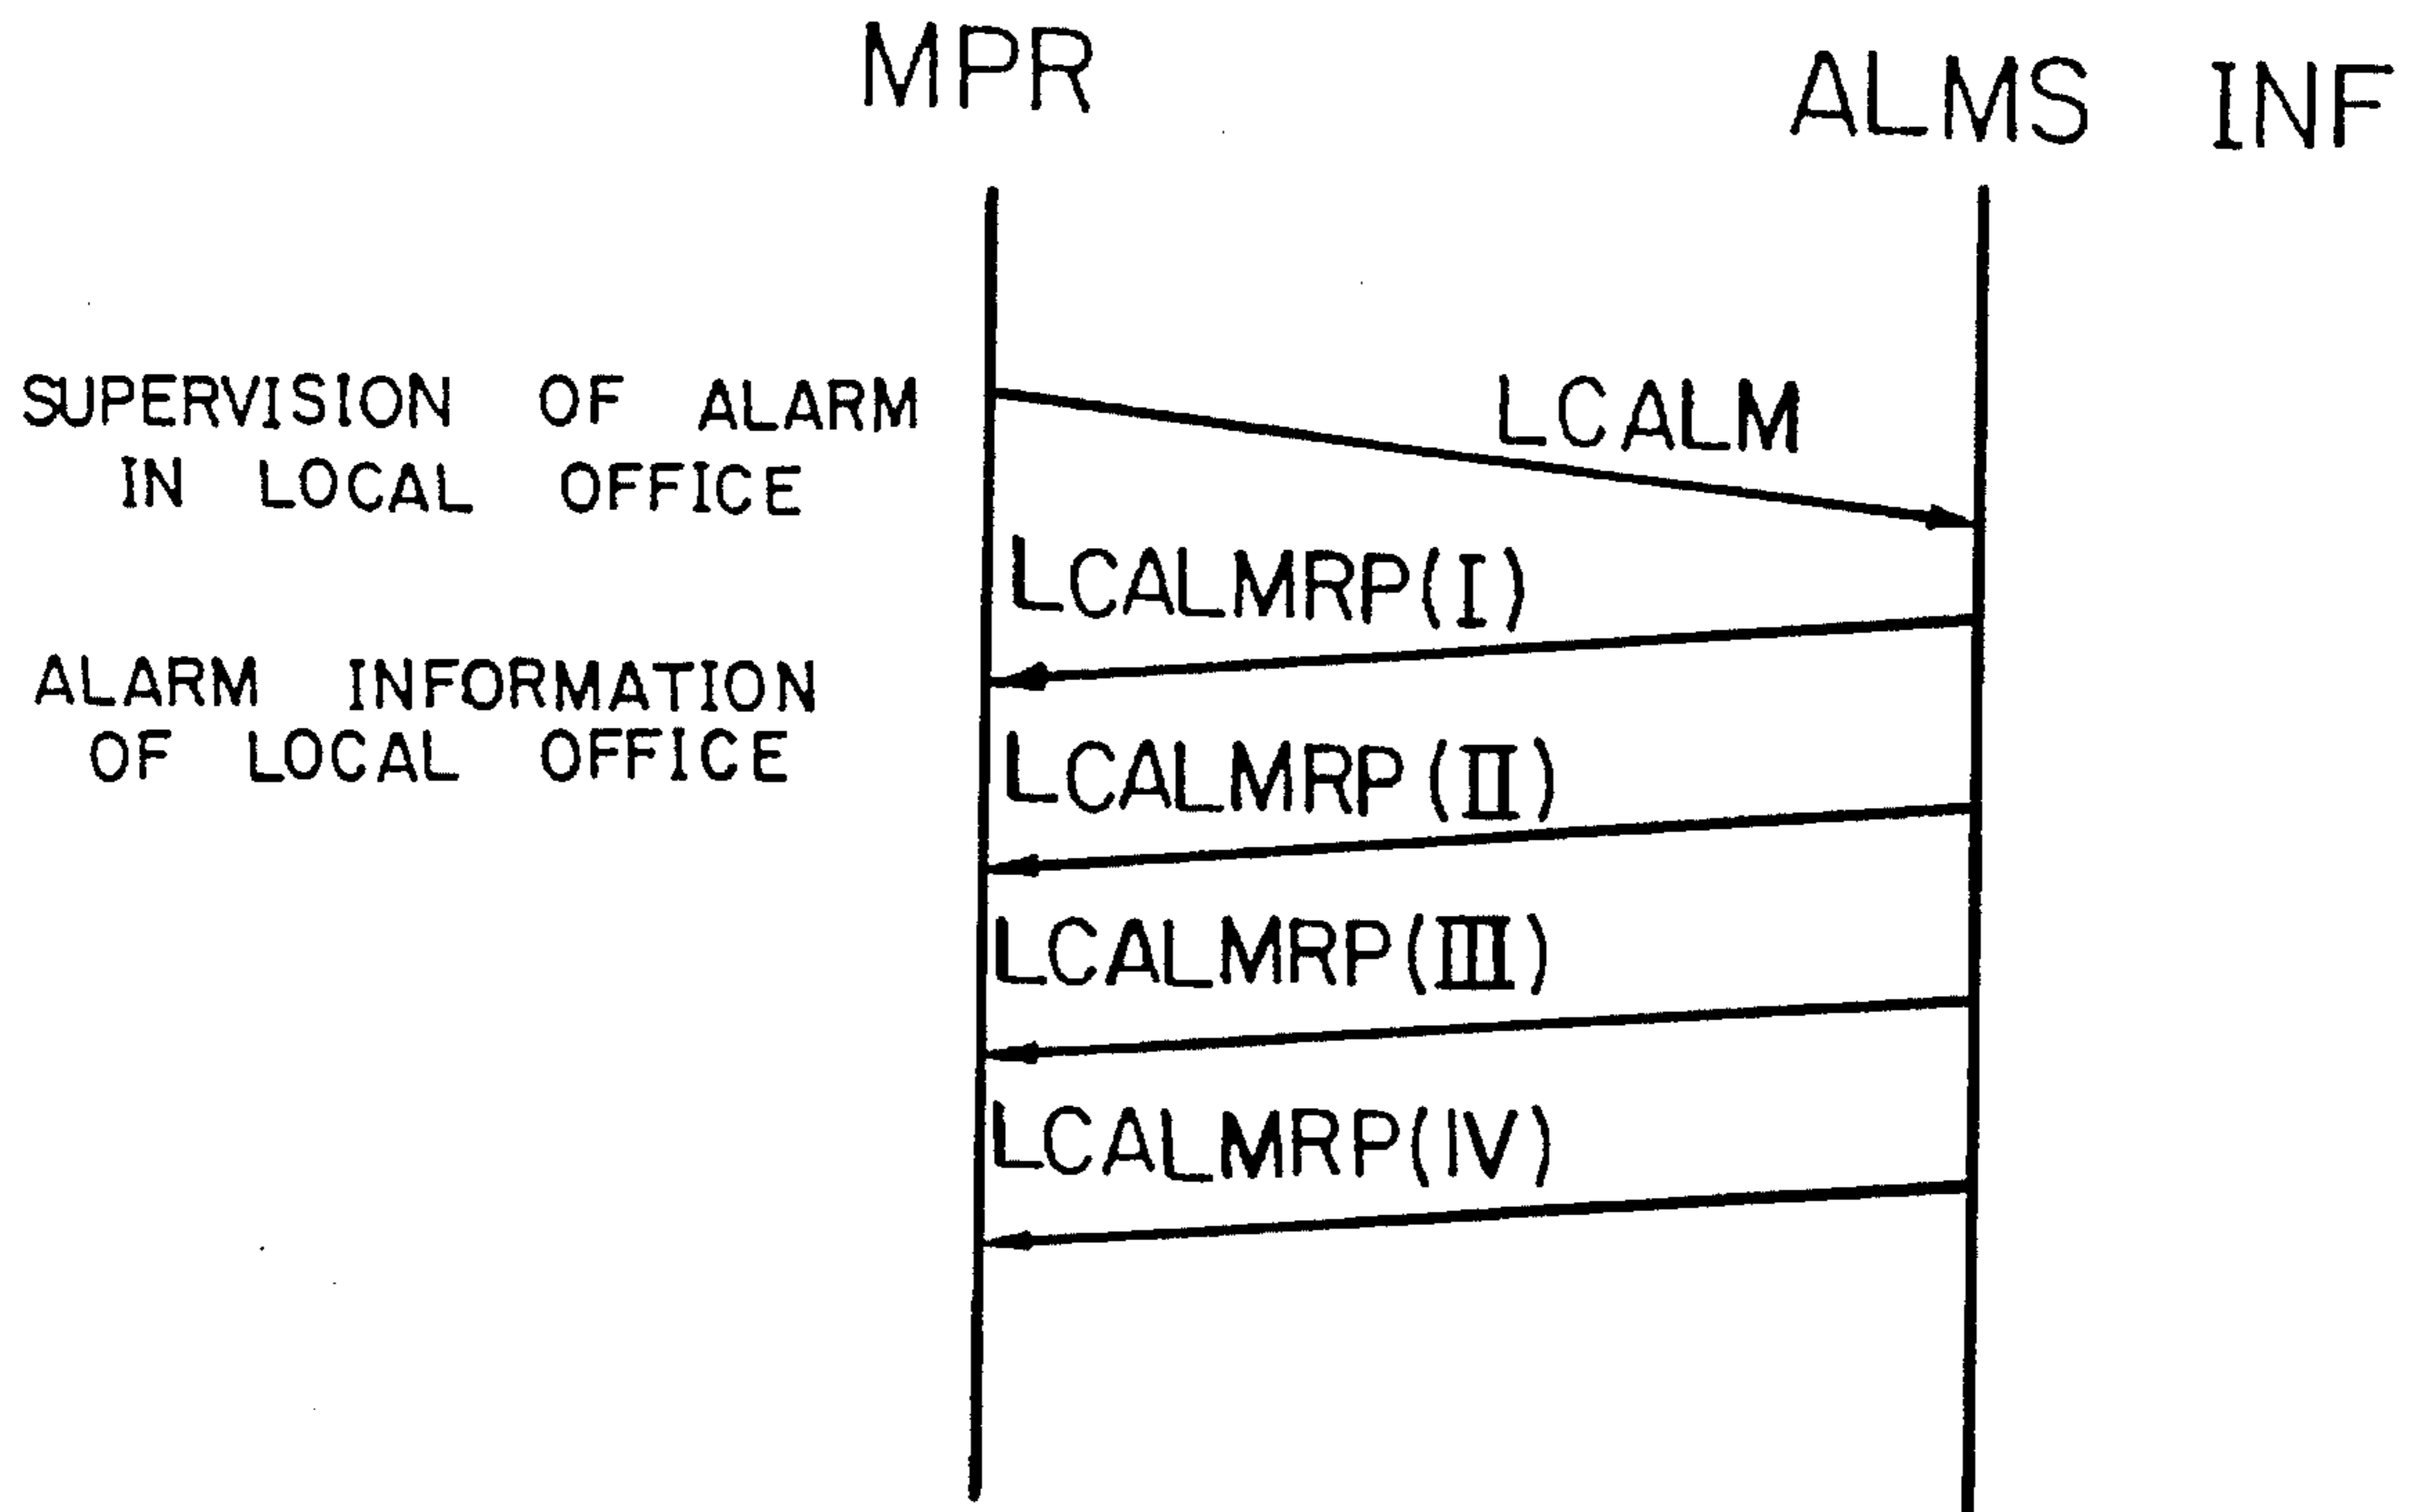 MPR
ALMS INF
SUPERVISION OF ALARM
IN LOCAL OFFICE
LCALM
LCALMRP(I)
ALARM INFORMATION
OF LOCAL OFFICE
LCALMRP(II)
LCALMRP(III)
LCALMRP(IV)